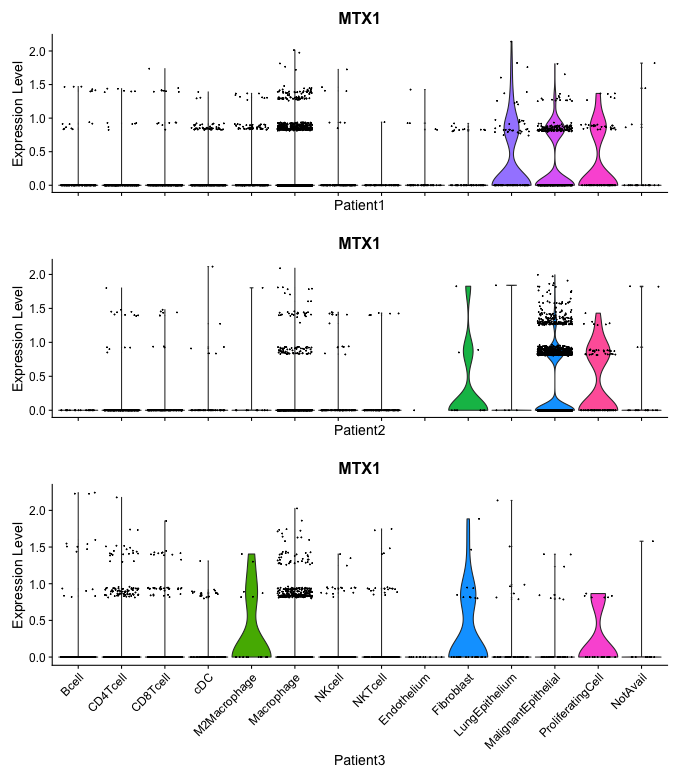 MTX1
Expression Level
2.0
1.5
1.0
0.5
0.0
Patient1
MTX1
Expression Level
2.0
1.5
1.0
0.5
0.0
Patient2
MTX1
Expression Level
2.0
1.5
1.0
0.5
0.0
Bcell
CD4Tcell
CD8Tcell
cDC
M2Macrophage
Macrophage
NKcell
NKTcell
Endothelium
Fibroblast
LungEpithelium
MalignantEpithelial
ProliferatingCell
NotAvail
Patient3